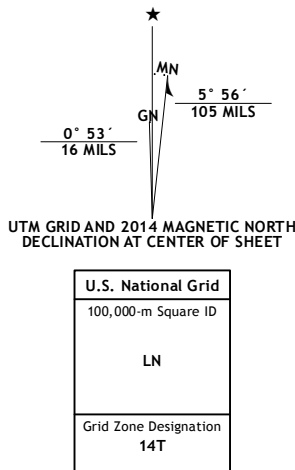 ★
MN
GN
5° 56´
105 MILS
0° 53´
16 MILS
UTM GRID AND 2014 MAGNETIC NORTH
DECLINATION AT CENTER OF SHEET
U.S. National Grid
100,000-m Square ID
LN
Grid Zone Designation
14T